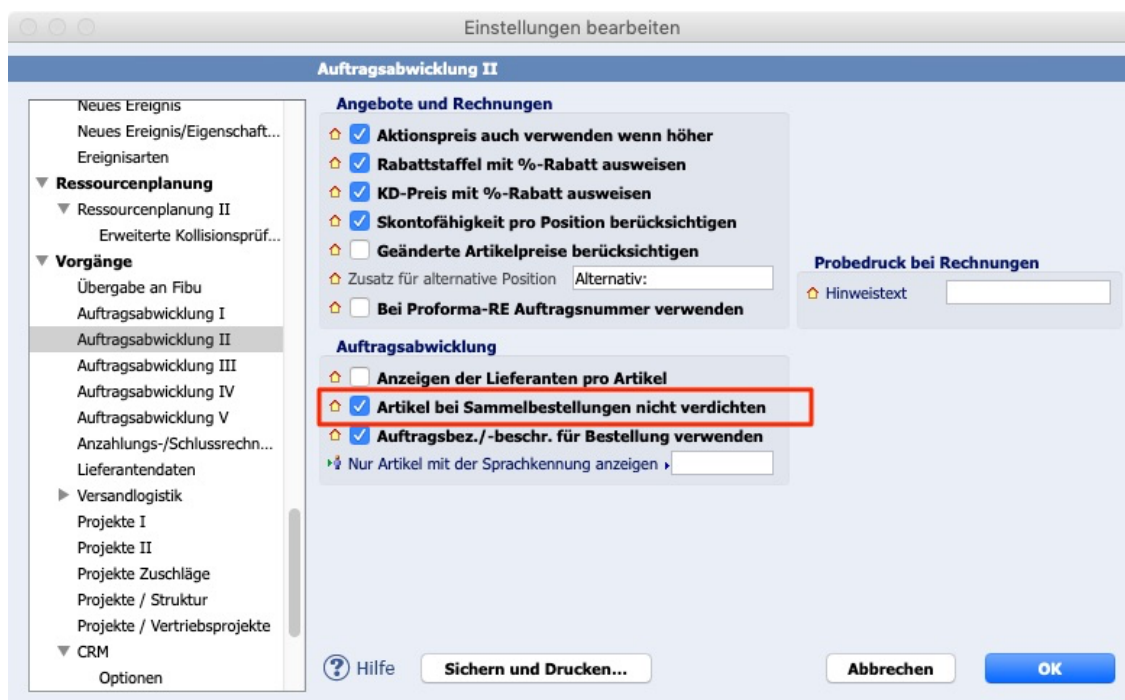 Einstellungen bearbeiten
Auftragsabwicklung II
Neues Ereignis
Neues Ereignis/Eigenschaft...
Ereignisarten
Ressourcenplanung
Ressourcenplanung II
Erweiterte Kollisionsprüf...
Vorgänge
Übergabe an Fibu
Auftragsabwicklung I
Auftragsabwicklung II
Auftragsabwicklung III
Auftragsabwicklung IV
Auftragsabwicklung V
Anzahlungs-/Schlussrechn...
Lieferantendaten
Versandlogistik
Projekte I
Projekte II
Projekte Zuschläge
Projekte / Struktur
Projekte / Vertriebsprojekte
CRM
Optionen
Angebote und Rechnungen
Aktionspreis auch verwenden wenn höher
Rabattstaffel mit %-Rabatt ausweisen
KD-Preis mit %-Rabatt ausweisen
Skontofähigkeit pro Position berücksichtigen
Geänderte Artikelpreise berücksichtigen
Zusatz für alternative Position Alternativ:
Bei Proforma-RE Auftragsnummer verwenden
Auftragsabwicklung
Anzeigen der Lieferanten pro Artikel
Artikel bei Sammelbestellungen nicht verdichten
Auftragsbez./-beschr. für Bestellung verwenden
Nur Artikel mit der Sprachkennung anzeigen
Probedruck bei Rechnungen
Hinweistext
? Hilfe
Sichern und Drucken...
Abbrechen
OK